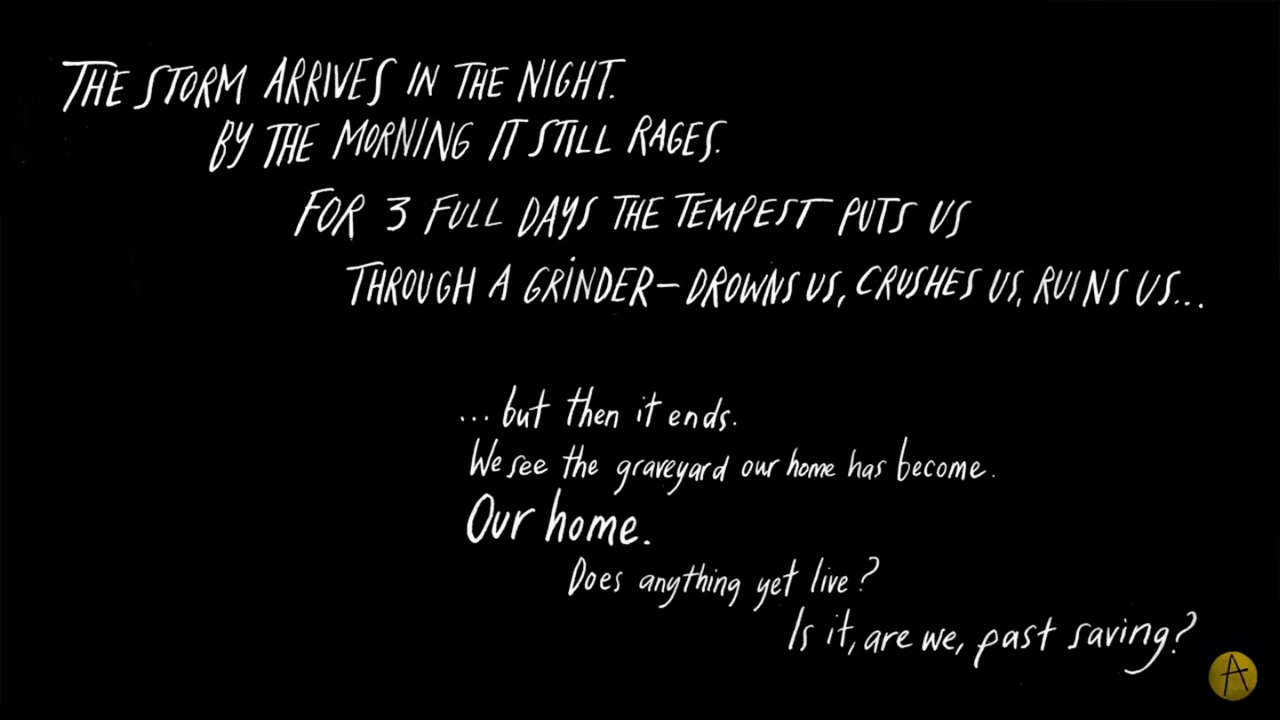 THE STORM ARRIVES IN THE NIGHT.
BY THE MORNING IT STILL RAGES.
FOR 3 FULL DAYS THE TEMPEST PUTS US
THROUGH A GRINDER – DROWNS US, CRUSHES US, RUINS US...
... but then it ends.
We see the graveyard our home has become.
Our home.
Does anything yet live?
Is it, are we, past saving?
A